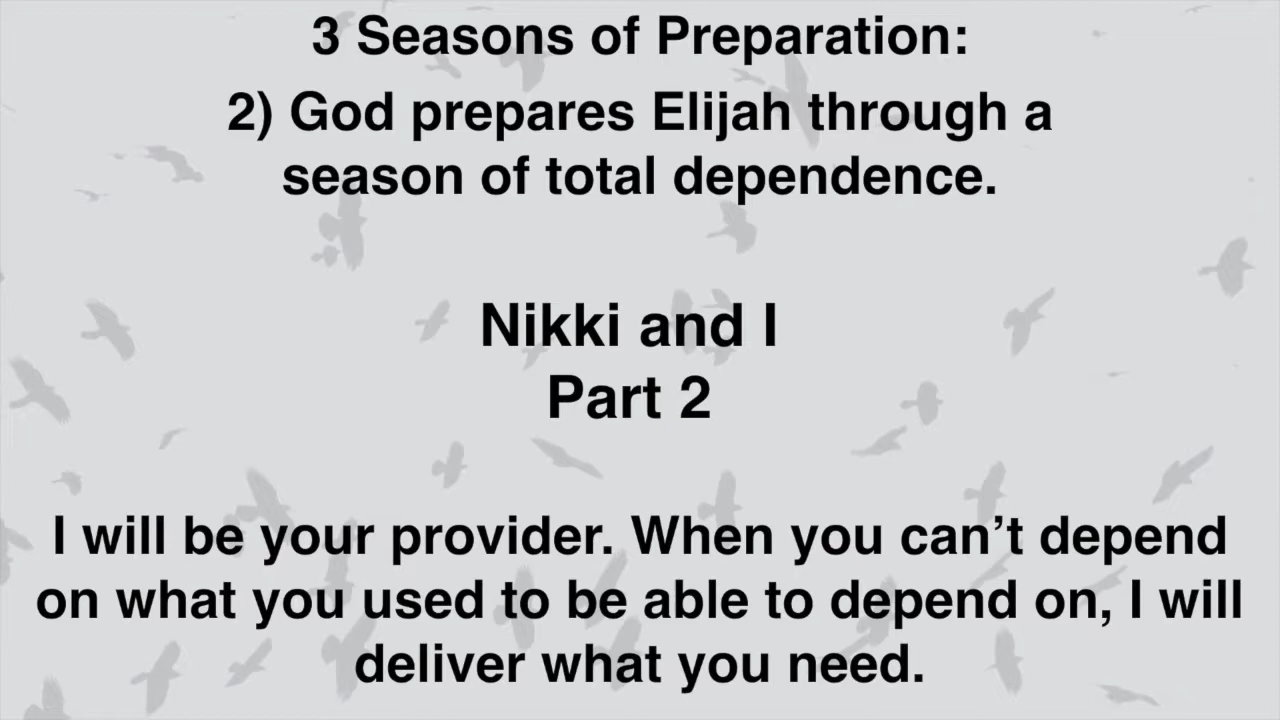 3 Seasons of Preparation:
2) God prepares Elijah through a
season of total dependence.
Nikki and I
Part 2
I will be your provider. When you can’t depend
on what you used to be able to depend on, I will
deliver what you need.